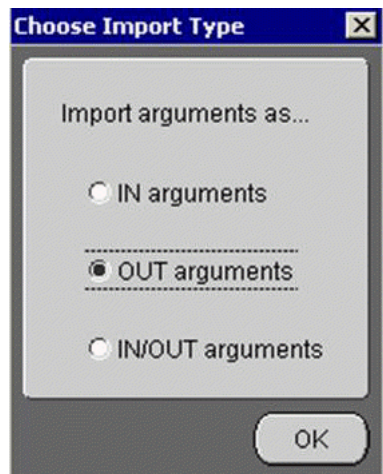 Choose Import Type
Import arguments as...
IN arguments
OUT arguments
IN/OUT arguments
OK